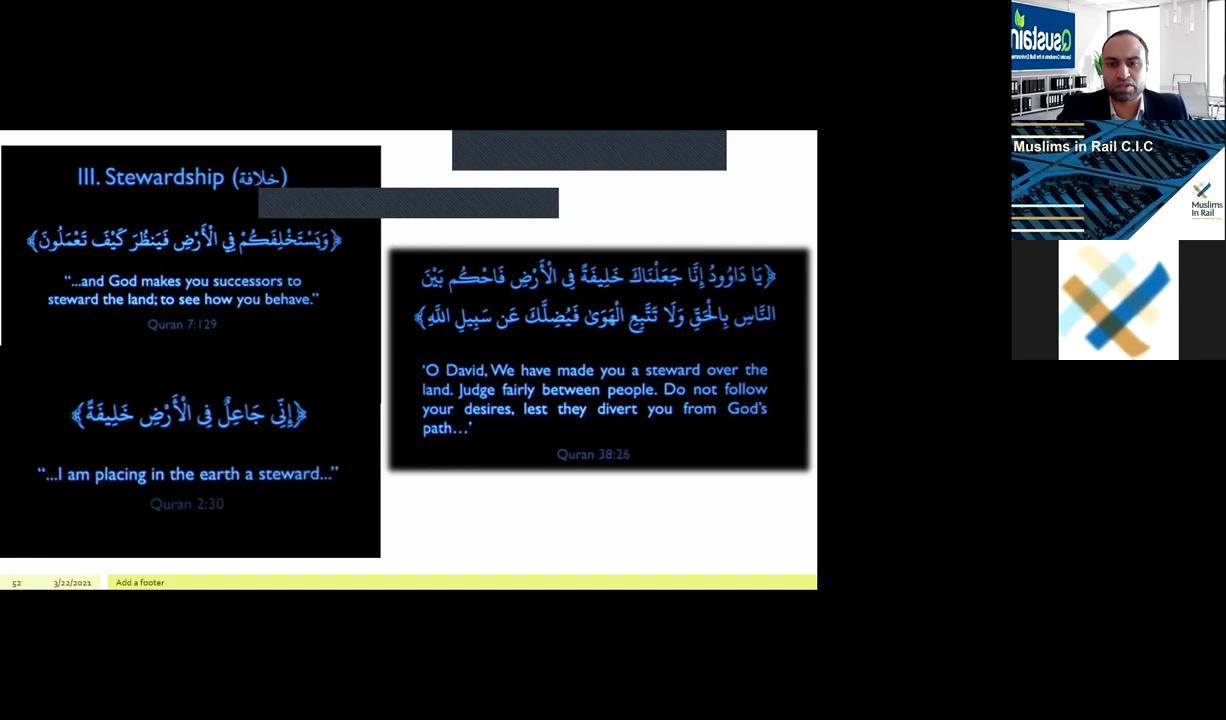 III. Stewardship (خلافة)
﴿وَيَسْتَخْلِفَكُمْ فِي الْأَرْضِ فَيَنظُرَ كَيْفَ تَعْمَلُونَ﴾
“...and God makes you successors to
steward the land; to see how you behave.”
Quran 7:129
﴿إِنِّي جَاعِلٌ فِي الْأَرْضِ خَلِيفَةً﴾
“...I am placing in the earth a steward...”
Quran 2:30
﴿يَا دَاوُودُ إِنَّا جَعَلْنَاكَ خَلِيفَةً فِي الْأَرْضِ فَاحْكُم بَيْنَ
النَّاسِ بِالْحَقِّ وَلَا تَتَّبِعِ الْهَوَىٰ فَيُضِلَّكَ عَن سَبِيلِ اللَّهِ﴾
‘O David, We have made you a steward over the
land. Judge fairly between people. Do not follow
your desires, lest they divert you from God’s
path…’
Quran 38:26
52 3/22/2021 Add a footer
Qsustain
Muslims in Rail C.I.C
Muslims
In Rail